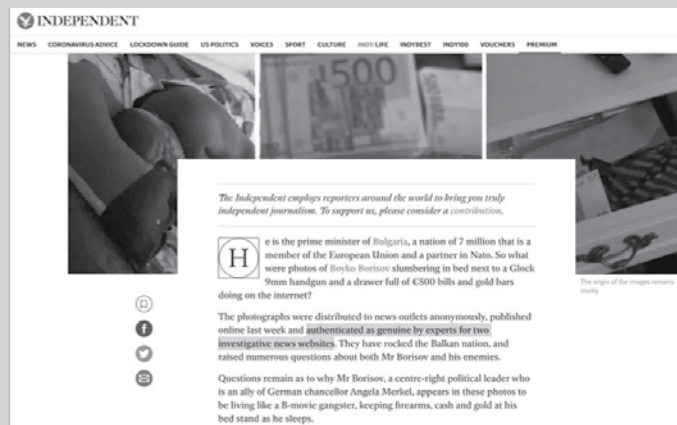 INDEPENDENT
NEWS CORONAVIRUS ADVICE LOCKDOWN GUIDE US POLITICS VOICES SPORT CULTURE INDY/LIFE INDYBEST INDY100 VOUCHERS PREMIUM
500
The Independent employs reporters around the world to bring you truly
independent journalism. To support us, please consider a contribution.
He is the prime minister of Bulgaria, a nation of 7 million that is a
member of the European Union and a partner in Nato. So what
were photos of Boyko Borisov slumbering in bed next to a Glock
9mm handgun and a drawer full of €500 bills and gold bars
doing on the internet?
The origin of the images remains
murky
The photographs were distributed to news outlets anonymously, published
online last week and authenticated as genuine by experts for two
investigative news websites. They have rocked the Balkan nation, and
raised numerous questions about both Mr Borisov and his enemies.
Questions remain as to why Mr Borisov, a centre-right political leader who
is an ally of German chancellor Angela Merkel, appears in these photos to
be living like a B-movie gangster, keeping firearms, cash and gold at his
bed stand as he sleeps.